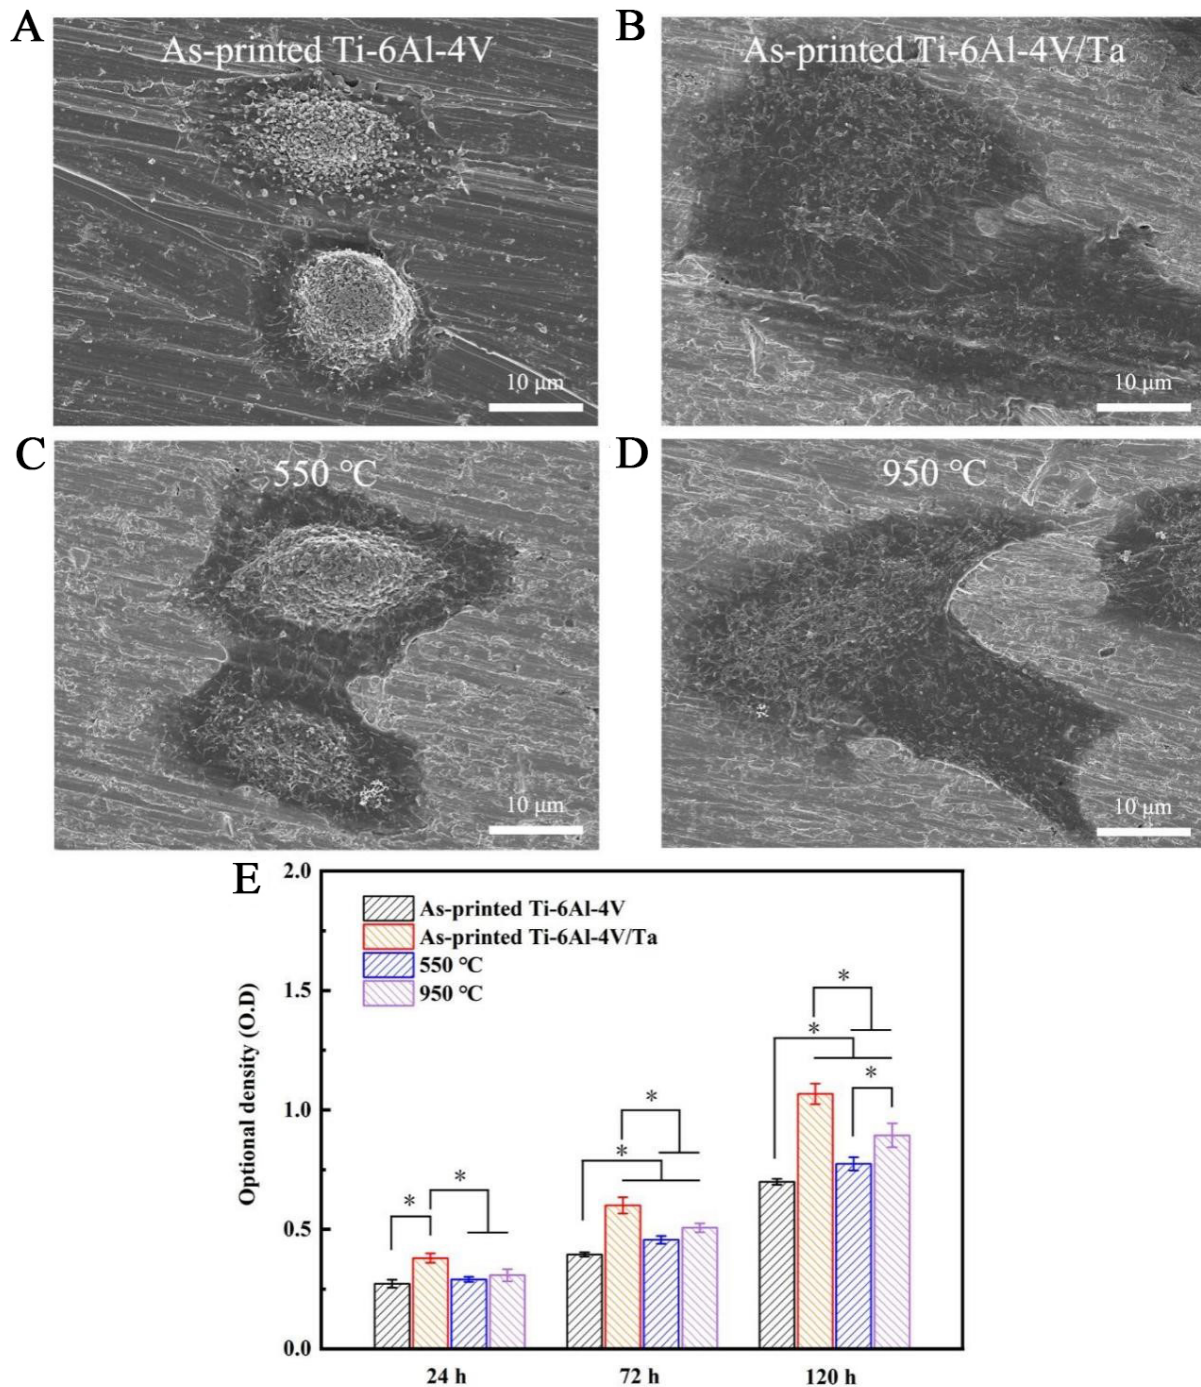 A
As-printed Ti-6Al-4V
10 μm
B
As-printed Ti-6Al-4V/Ta
10 μm
C
550 ℃
10 μm
D
950 ℃
10 μm
E
2.0
1.5
1.0
0.5
0.0
Optional density (O.D)
As-printed Ti-6Al-4V
As-printed Ti-6Al-4V/Ta
550 ℃
950 ℃
*
*
*
*
*
*
*
24 h
72 h
120 h